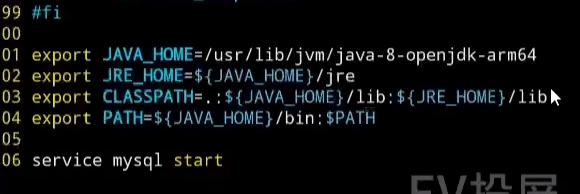 99 #fi
00
01 export JAVA_HOME=/usr/lib/jvm/java-8-openjdk-arm64
02 export JRE_HOME=${JAVA_HOME}/jre
03 export CLASSPATH=.:${JAVA_HOME}/lib:${JRE_HOME}/lib
04 export PATH=${JAVA_HOME}/bin:$PATH
05
06 service mysql start
EV投屏